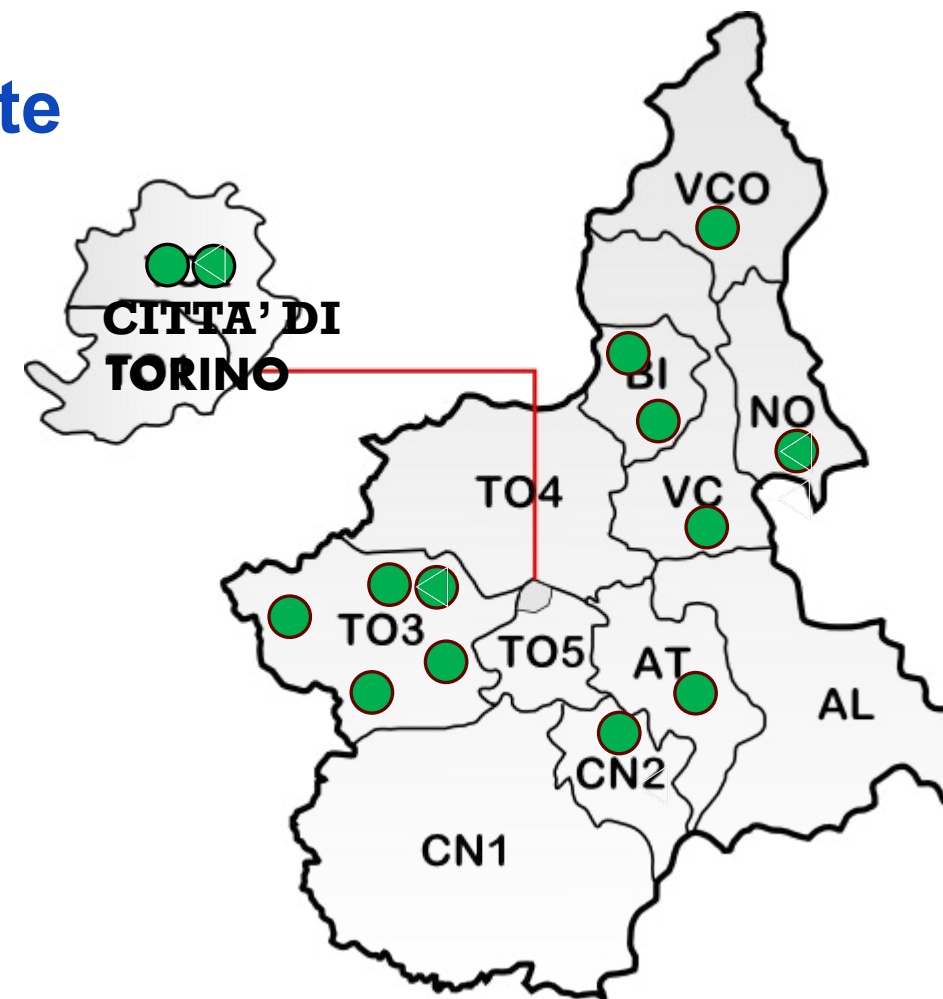 te
VCO
CITTA' DI
TORINO
BI
NO
TO4
VC
TO3
TO5
AT
AL
CN2
CN1